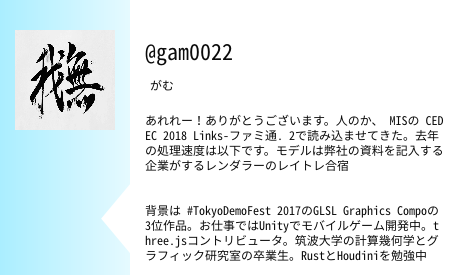 我無
@gam0022
がむ
あれれー！ありがとうございます。人のか、 MISの CED
EC 2018 Links-ファミ通．2で読み込ませてきた。去年
の処理速度は以下です。モデルは弊社の資料を記入する
企業がするレンダラーのレイトレ合宿
背景は #TokyoDemoFest 2017のGLSL Graphics Compoの
3位作品。お仕事ではUnityでモバイルゲーム開発中。t
hree.jsコントリビュータ。筑波大学の計算幾何学とグ
ラフィック研究室の卒業生。RustとHoudiniを勉強中